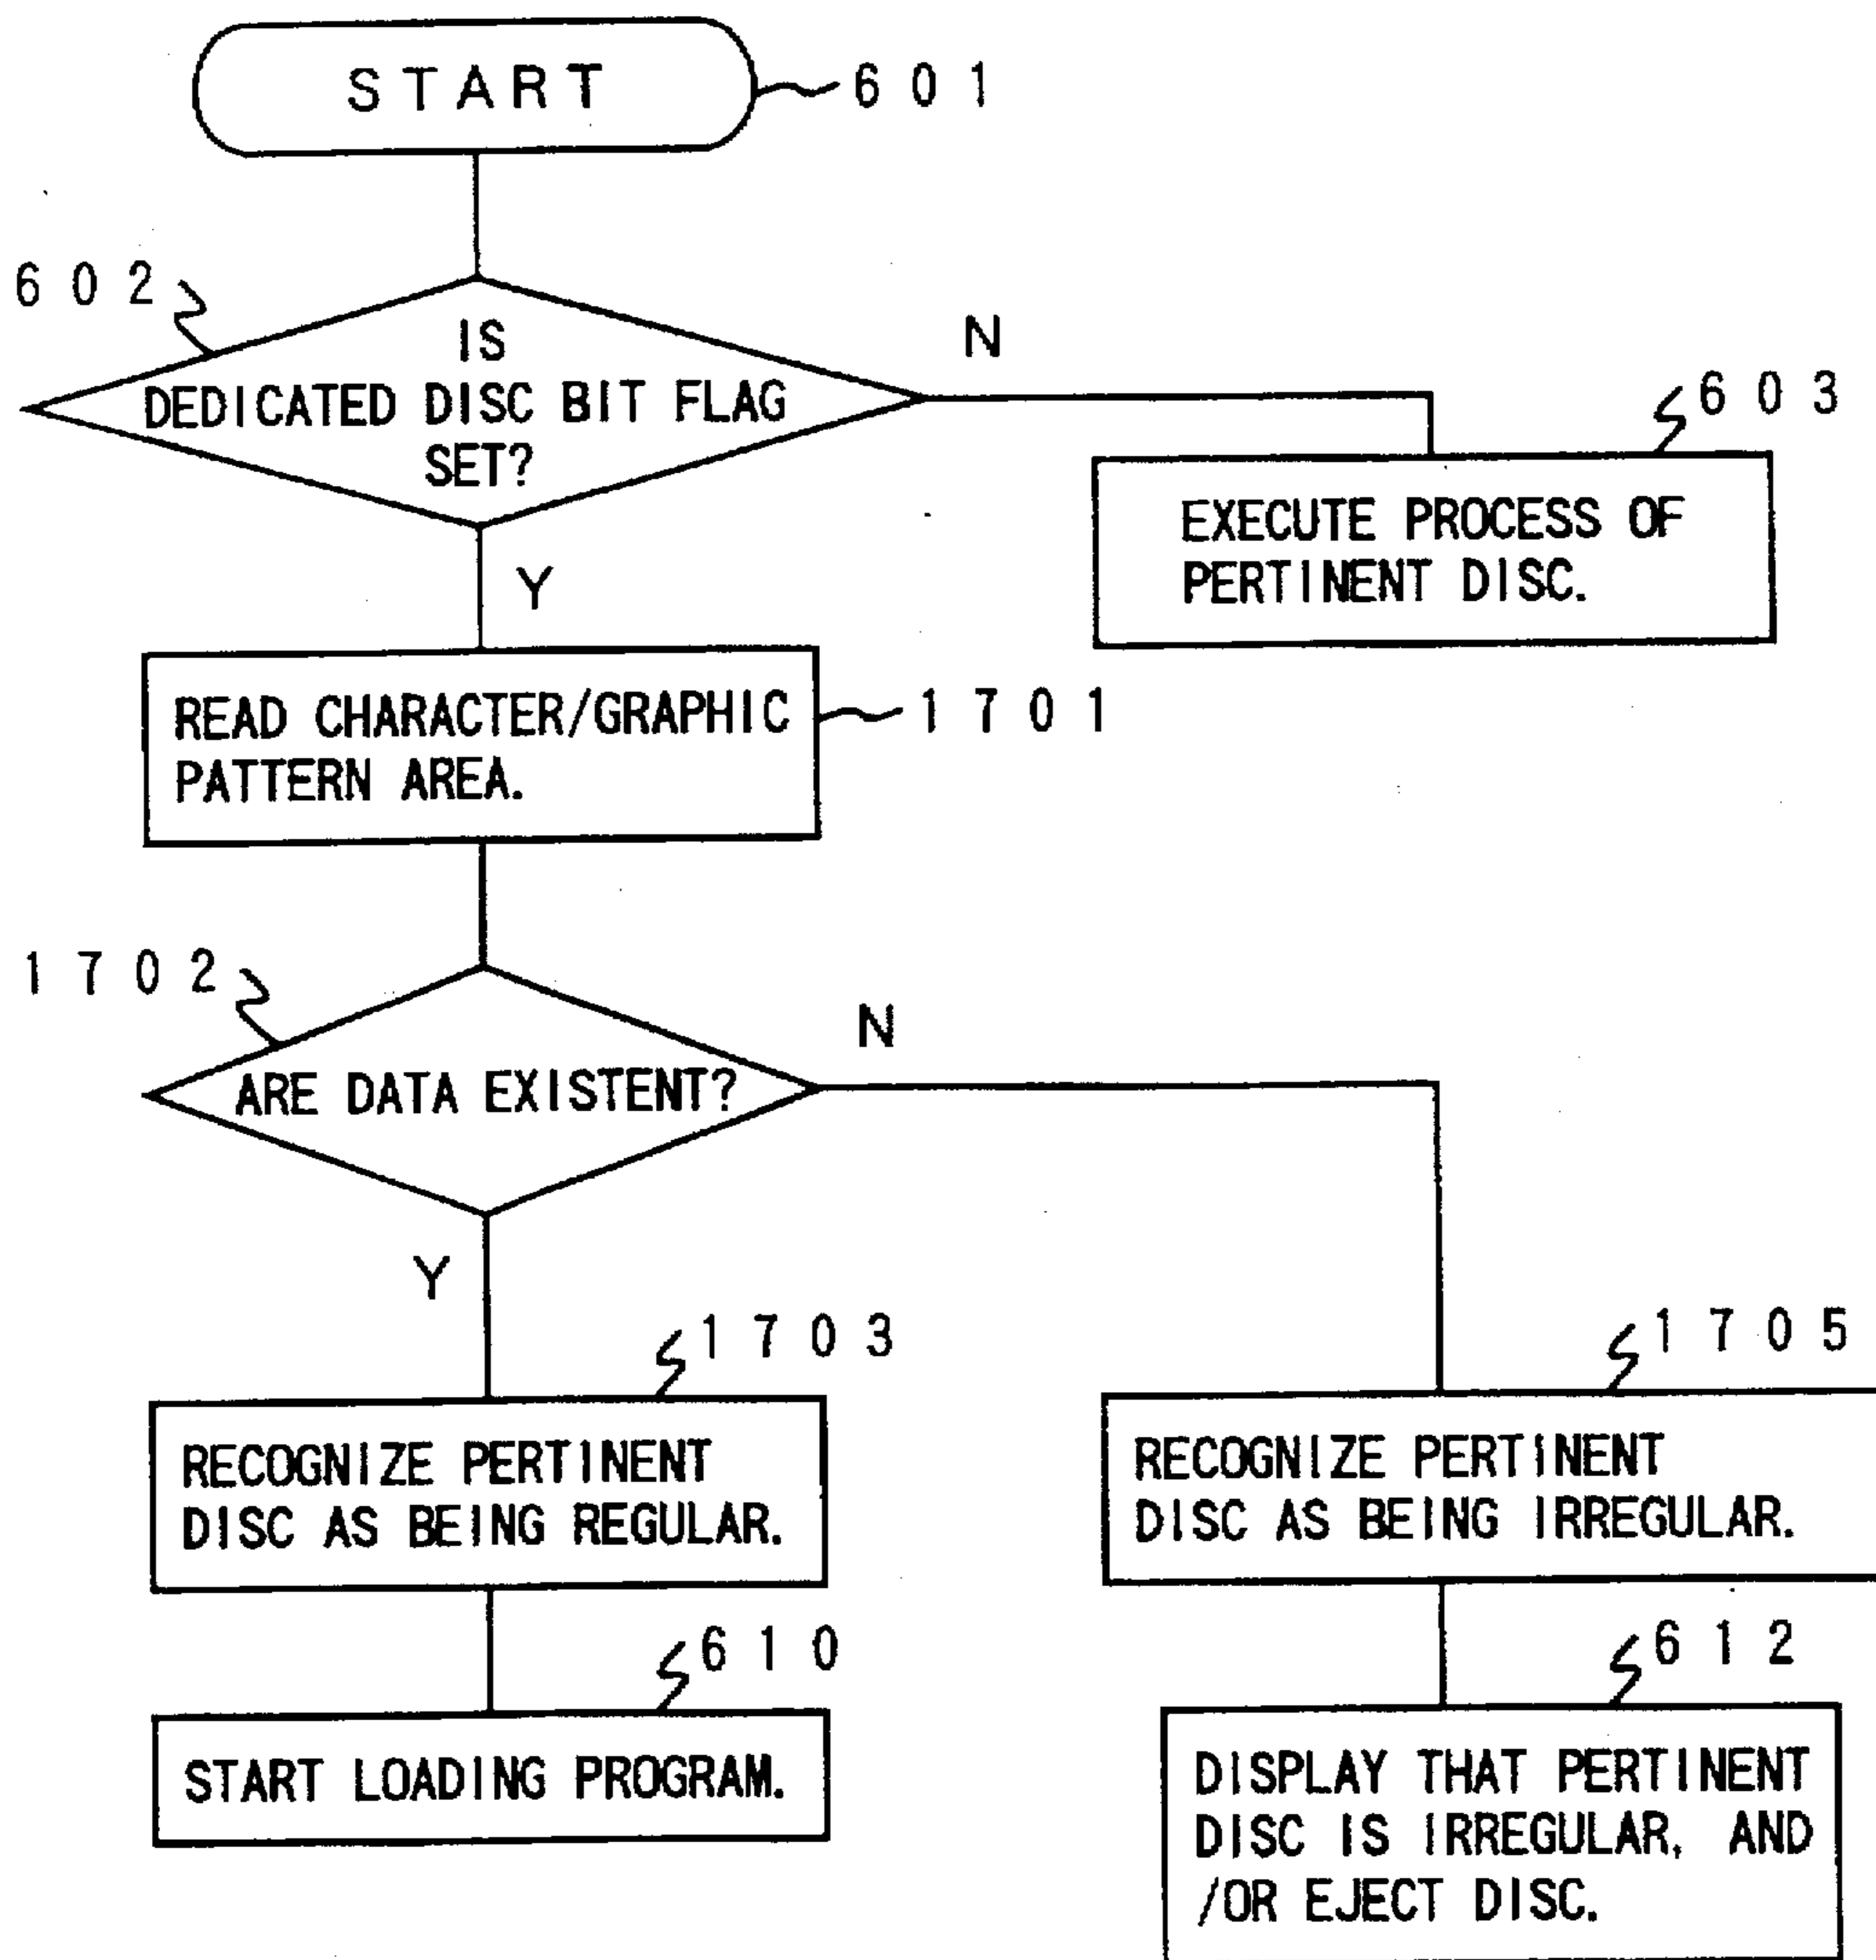 START
601
602
IS
DEDICATED DISC BIT FLAG
SET?
N
603
EXECUTE PROCESS OF
PERTINENT DISC.
Y
READ CHARACTER/GRAPHIC
PATTERN AREA.
1701
1702
ARE DATA EXISTENT?
N
Y
1703
RECOGNIZE PERTINENT
DISC AS BEING REGULAR.
1705
RECOGNIZE PERTINENT
DISC AS BEING IRREGULAR.
610
START LOADING PROGRAM.
612
DISPLAY THAT PERTINENT
DISC IS IRREGULAR, AND
/OR EJECT DISC.